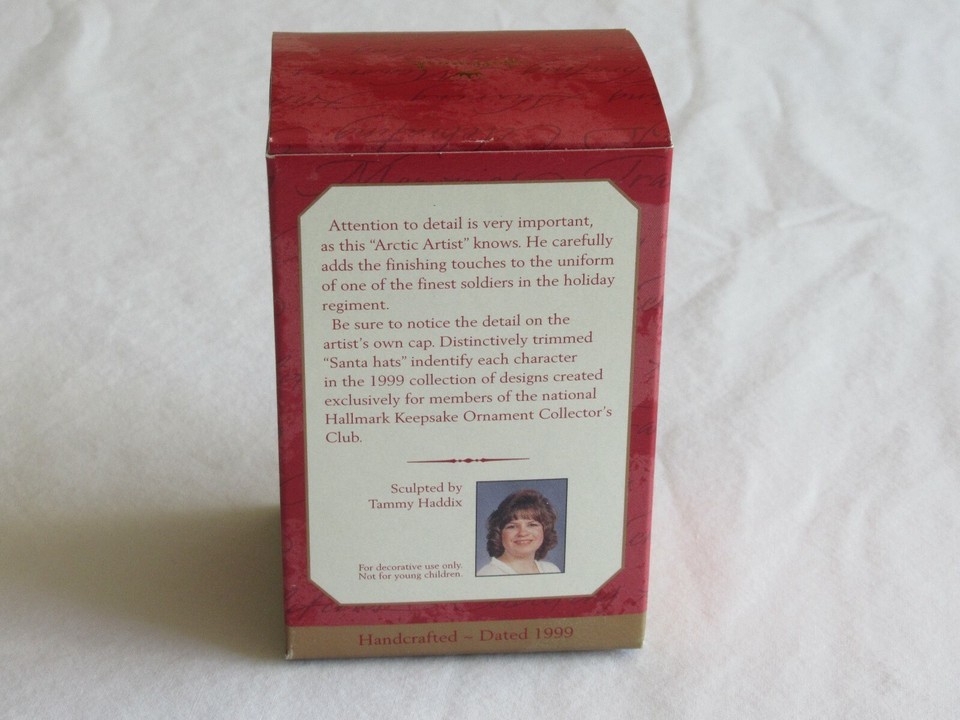 Attention to detail is very important,
as this “Arctic Artist” knows. He carefully
adds the finishing touches to the uniform
of one of the finest soldiers in the holiday
regiment.
Be sure to notice the detail on the
artist's own cap. Distinctively trimmed
“Santa hats” indentify each character
in the 1999 collection of designs created
exclusively for members of the national
Hallmark Keepsake Ornament Collector's
Club.
Sculpted by
Tammy Haddix
For decorative use only.
Not for young children.
Handcrafted ~ Dated 1999